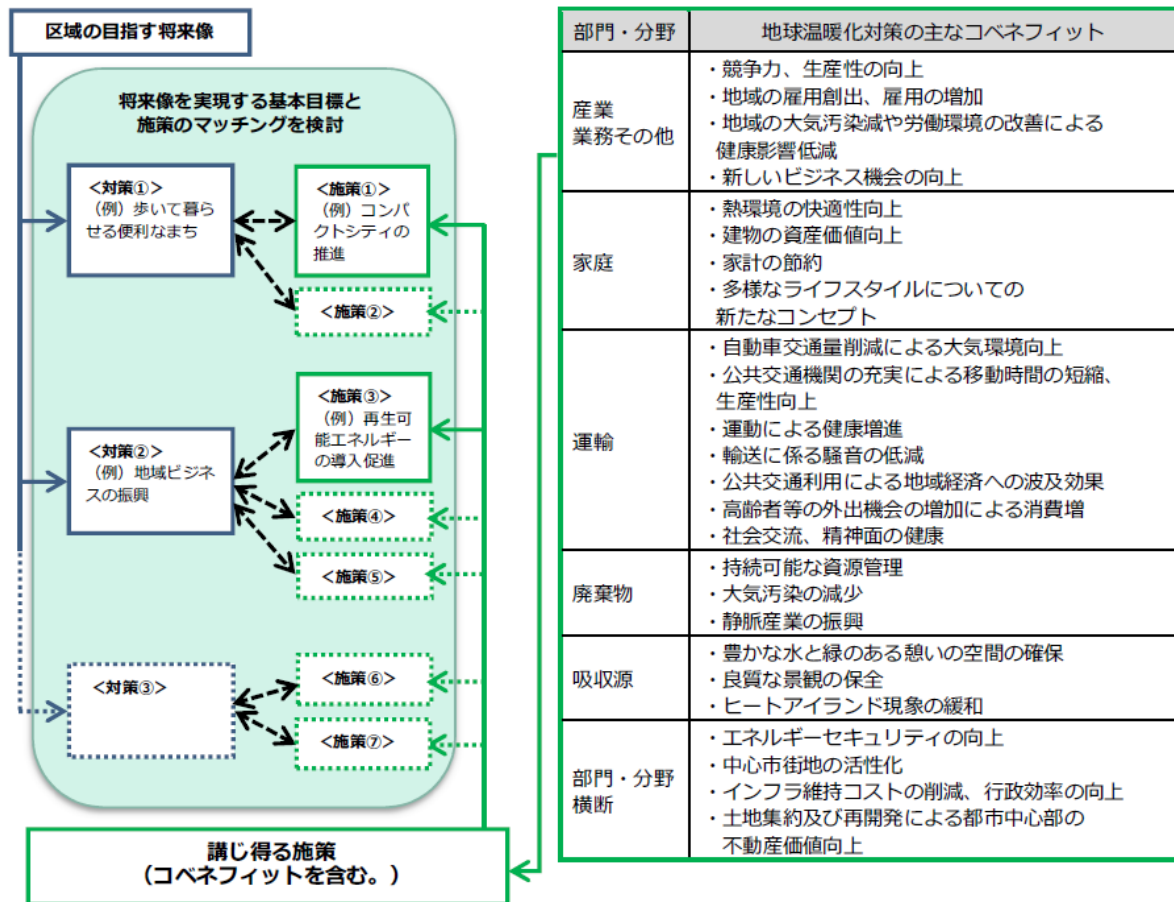 区域の目指す将来像
将来像を実現する基本目標と
施策のマッチングを検討
<対策①>
（例）歩いて暮ら
せる便利なまち
<施策①>
（例）コンパ
クトシティの
推進
<施策②>
<対策②>
（例）地域ビジネ
スの振興
<施策③>
（例）再生可
能エネルギー
の導入促進
<施策④>
<施策⑤>
<対策③>
<施策⑥>
<施策⑦>
講じ得る施策
（コベネフィットを含む。）
部門・分野
地球温暖化対策の主なコベネフィット
産業
業務その他
・競争力、生産性の向上
・地域の雇用創出、雇用の増加
・地域の大気汚染減や労働環境の改善による
健康影響低減
・新しいビジネス機会の向上
家庭
・熱環境の快適性向上
・建物の資産価値向上
・家計の節約
・多様なライフスタイルについての
新たなコンセプト
運輸
・自動車交通量削減による大気環境向上
・公共交通機関の充実による移動時間の短縮、
生産性向上
・運動による健康増進
・輸送に係る騒音の低減
・公共交通利用による地域経済への波及効果
・高齢者等の外出機会の増加による消費増
・社会交流、精神面の健康
廃棄物
・持続可能な資源管理
・大気汚染の減少
・静脈産業の振興
吸収源
・豊かな水と緑のある憩いの空間の確保
・良質な景観の保全
・ヒートアイランド現象の緩和
部門・分野
横断
・エネルギーセキュリティの向上
・中心市街地の活性化
・インフラ維持コストの削減、行政効率の向上
・土地集約及び再開発による都市中心部の
不動産価値向上